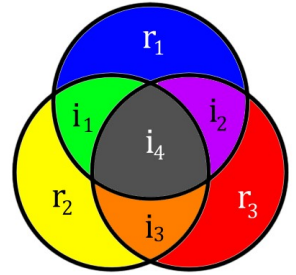 r₁
i₁ i₂
i₄
r₂ r₃
i₃